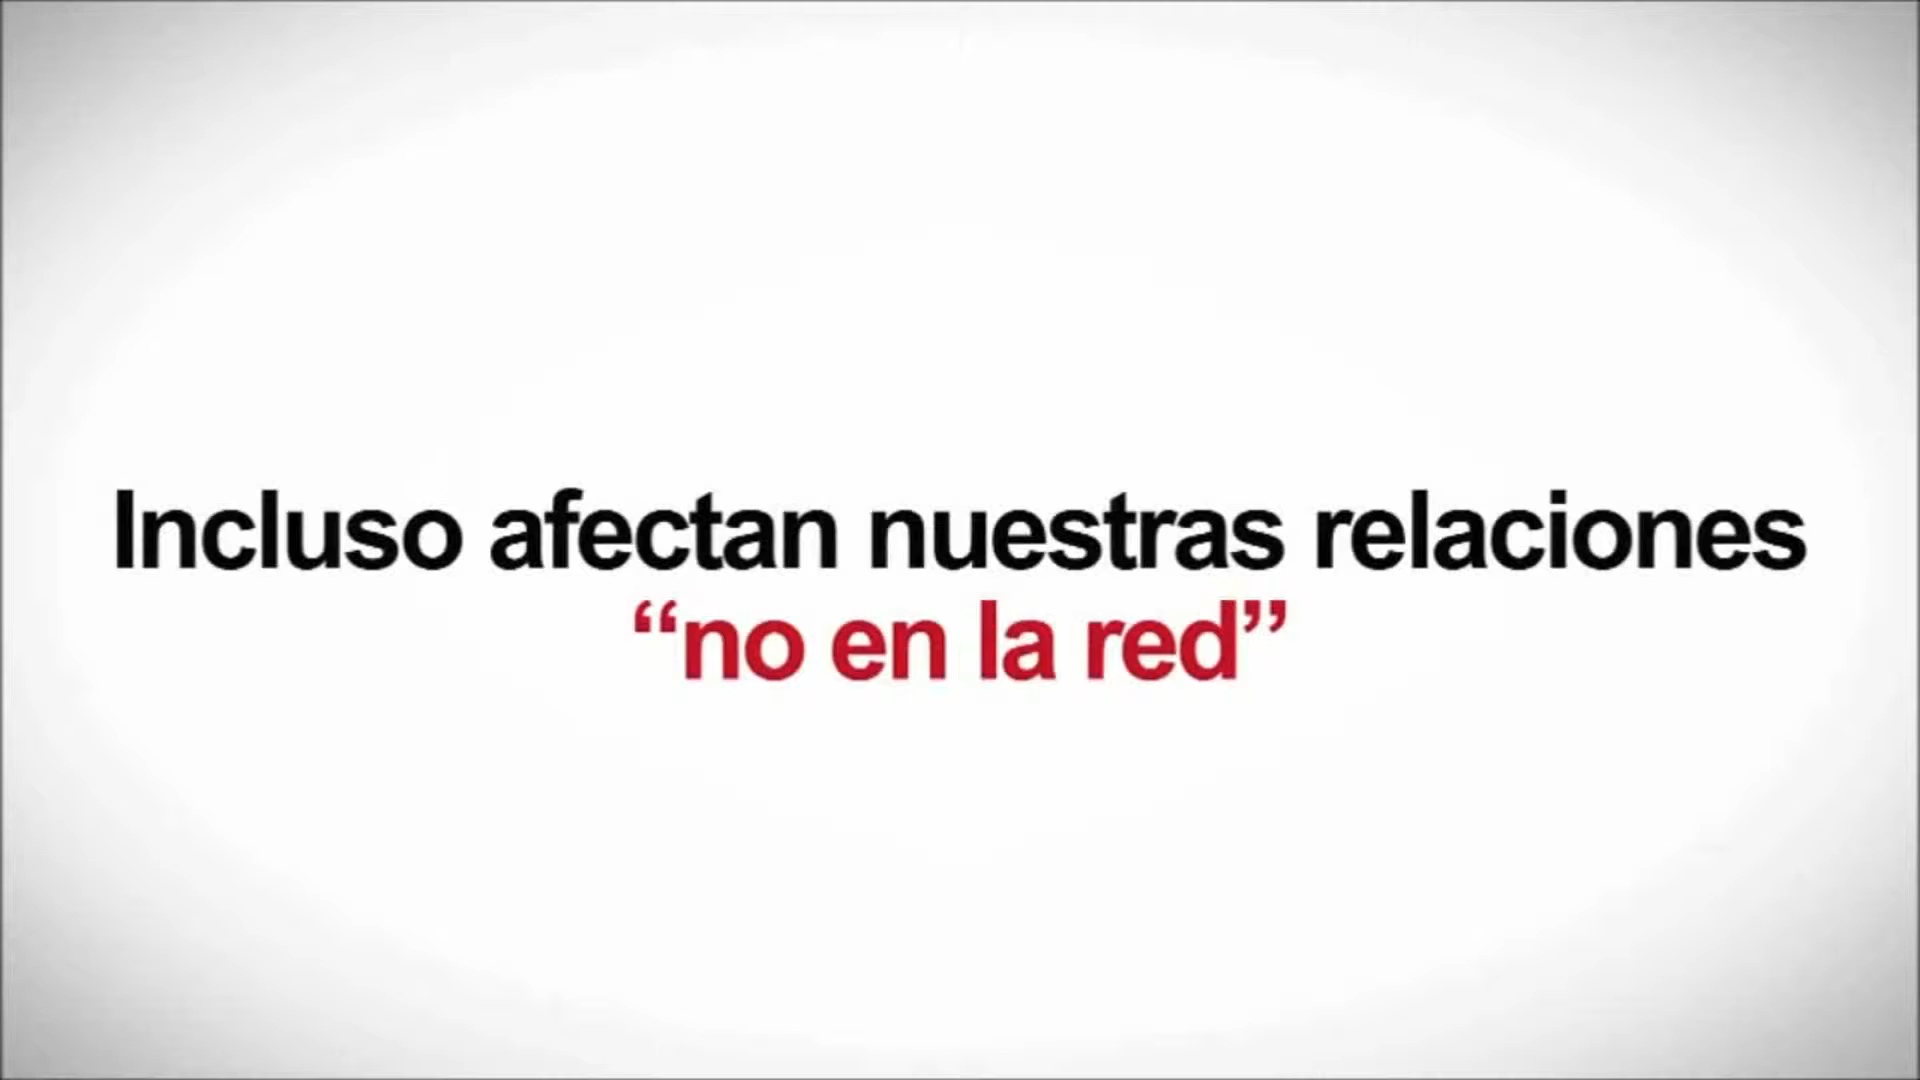 Incluso afectan nuestras relaciones
“no en la red”